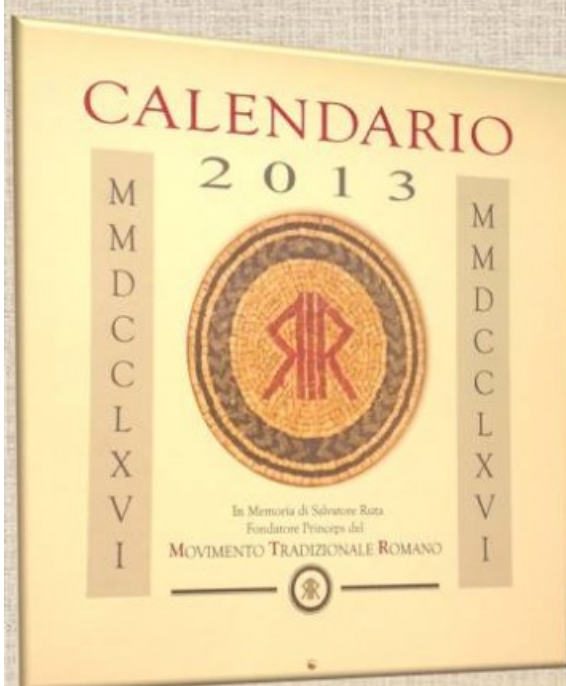 CALENDARIO
2013
MMDCCLXVI
MMDCCLXVI
In Memoria di Salvatore Ruta
Fondatore Princeps del
MOVIMENTO TRADIZIONALE ROMANO